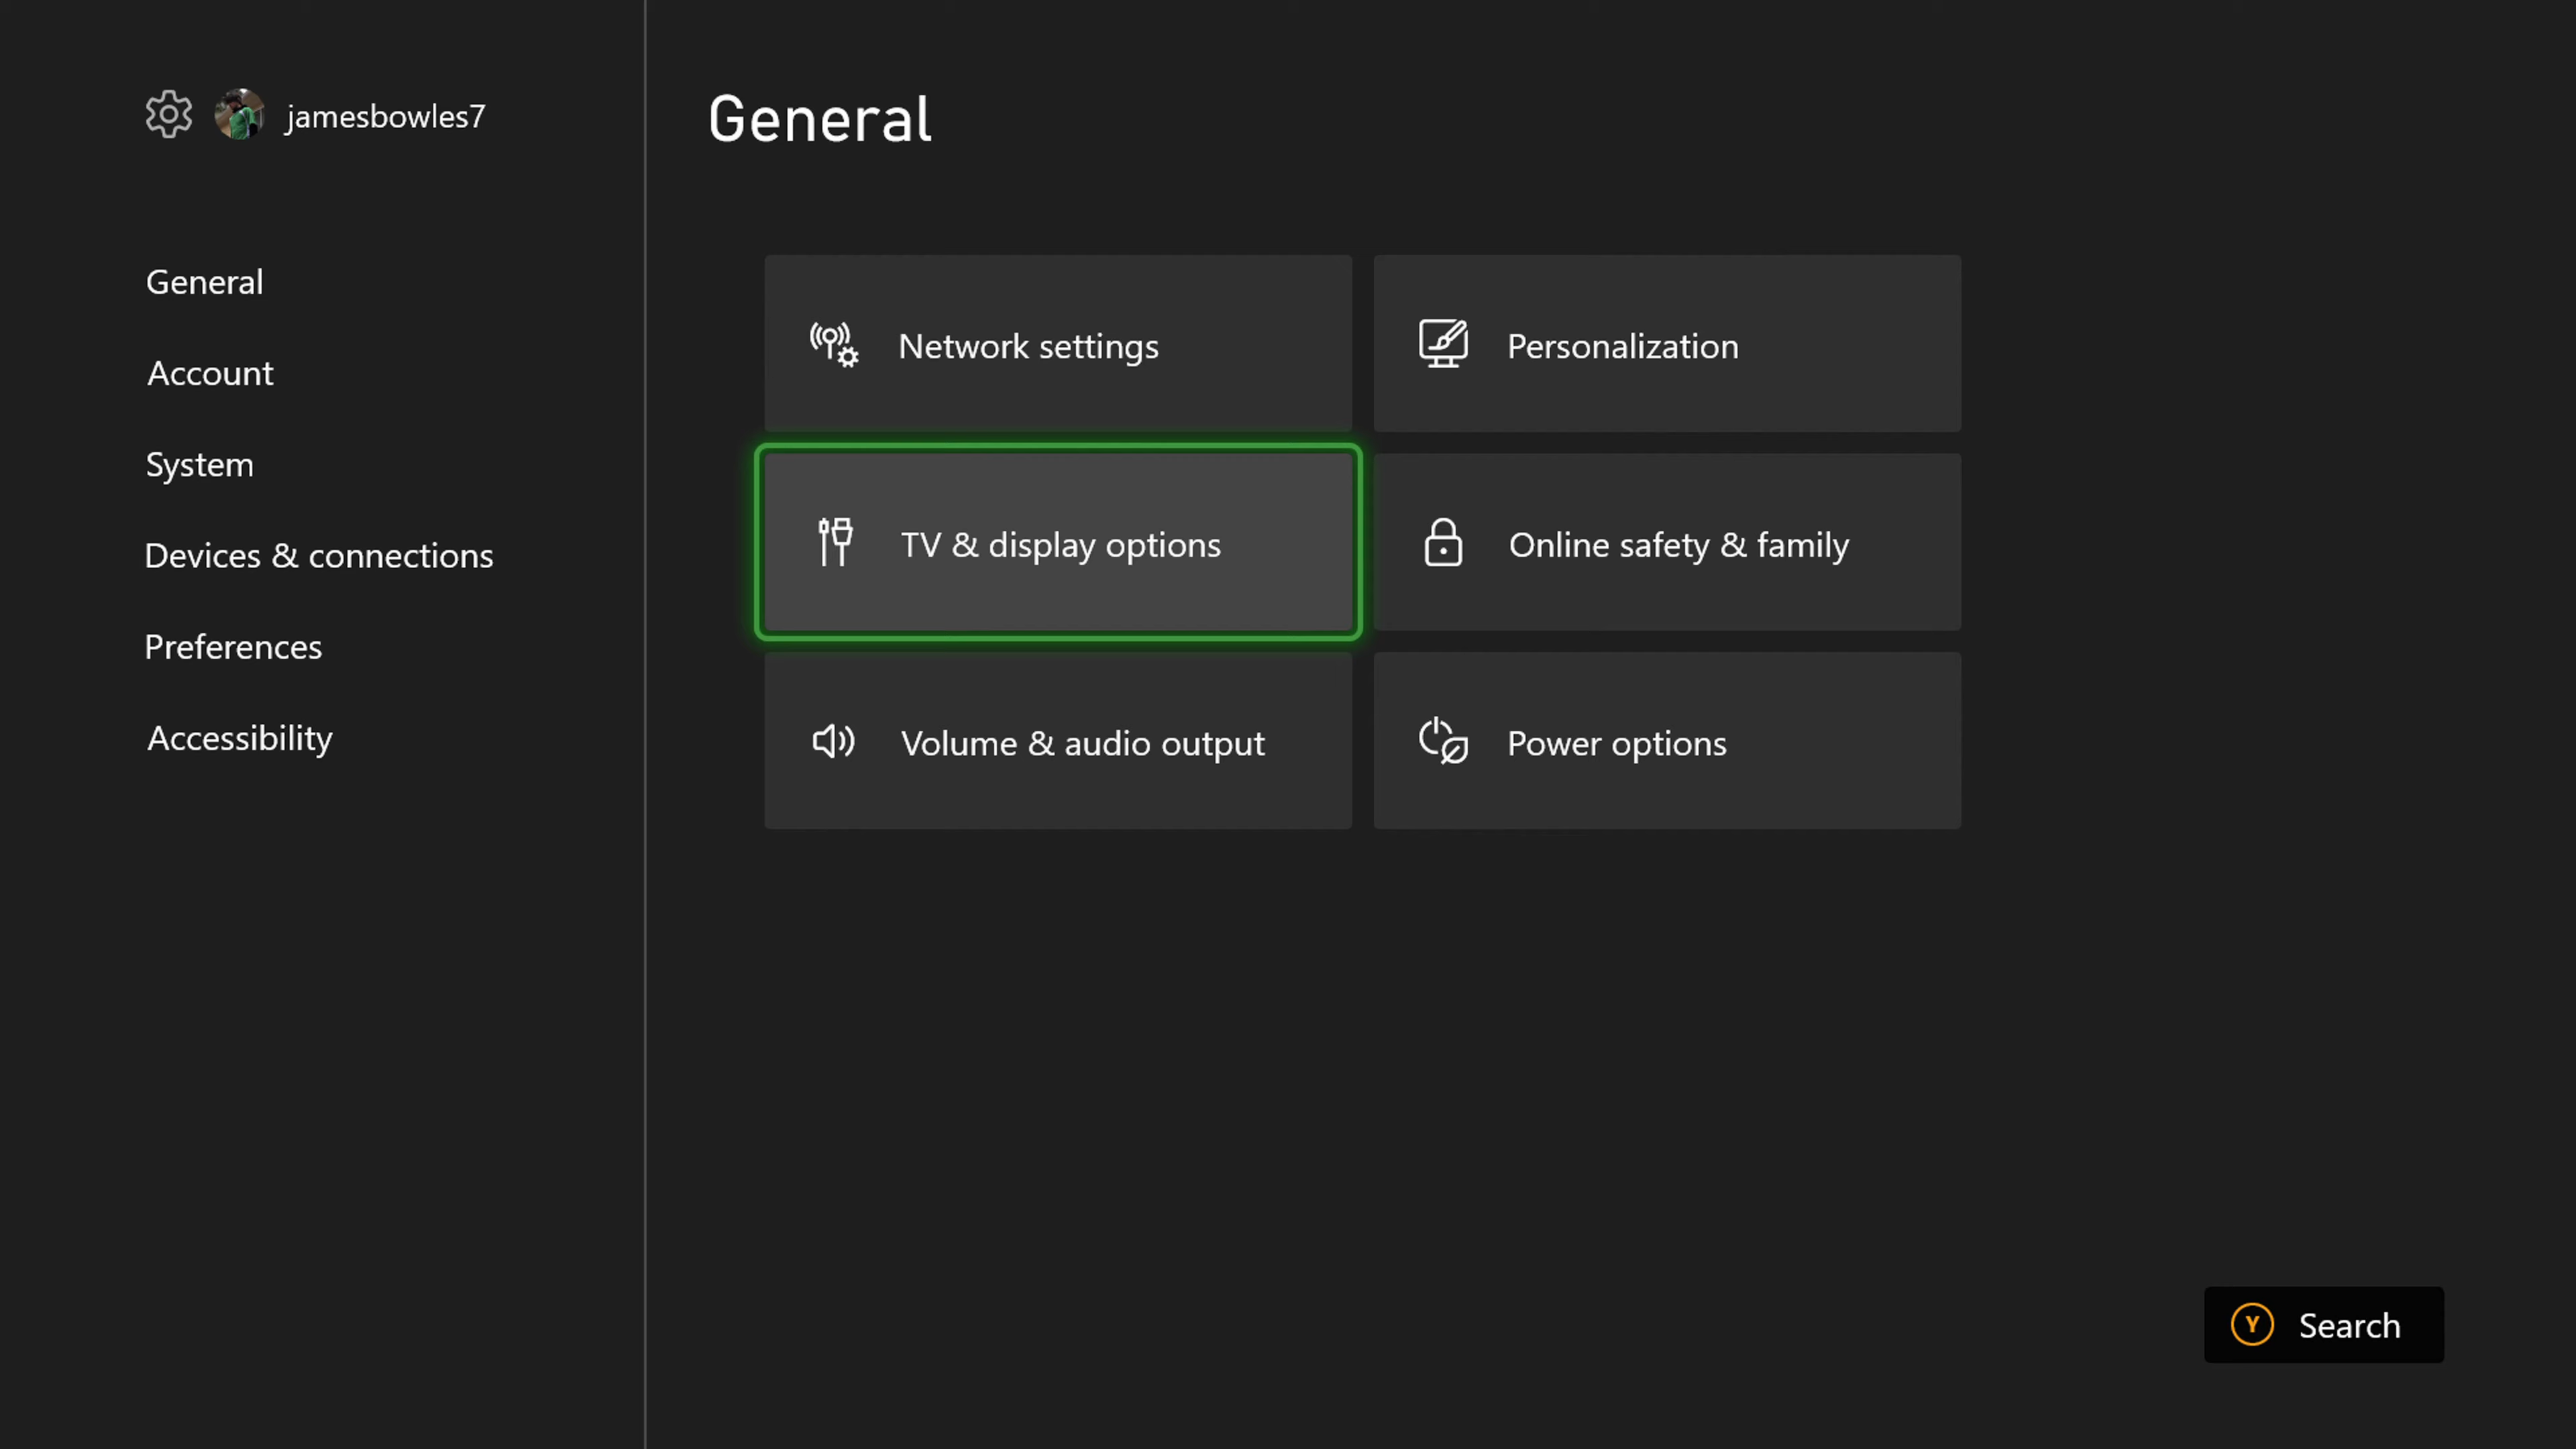 jamesbowles7
General
Account
System
Devices & connections
Preferences
Accessibility
General
Network settings
Personalization
TV & display options
Online safety & family
Volume & audio output
Power options
Y Search